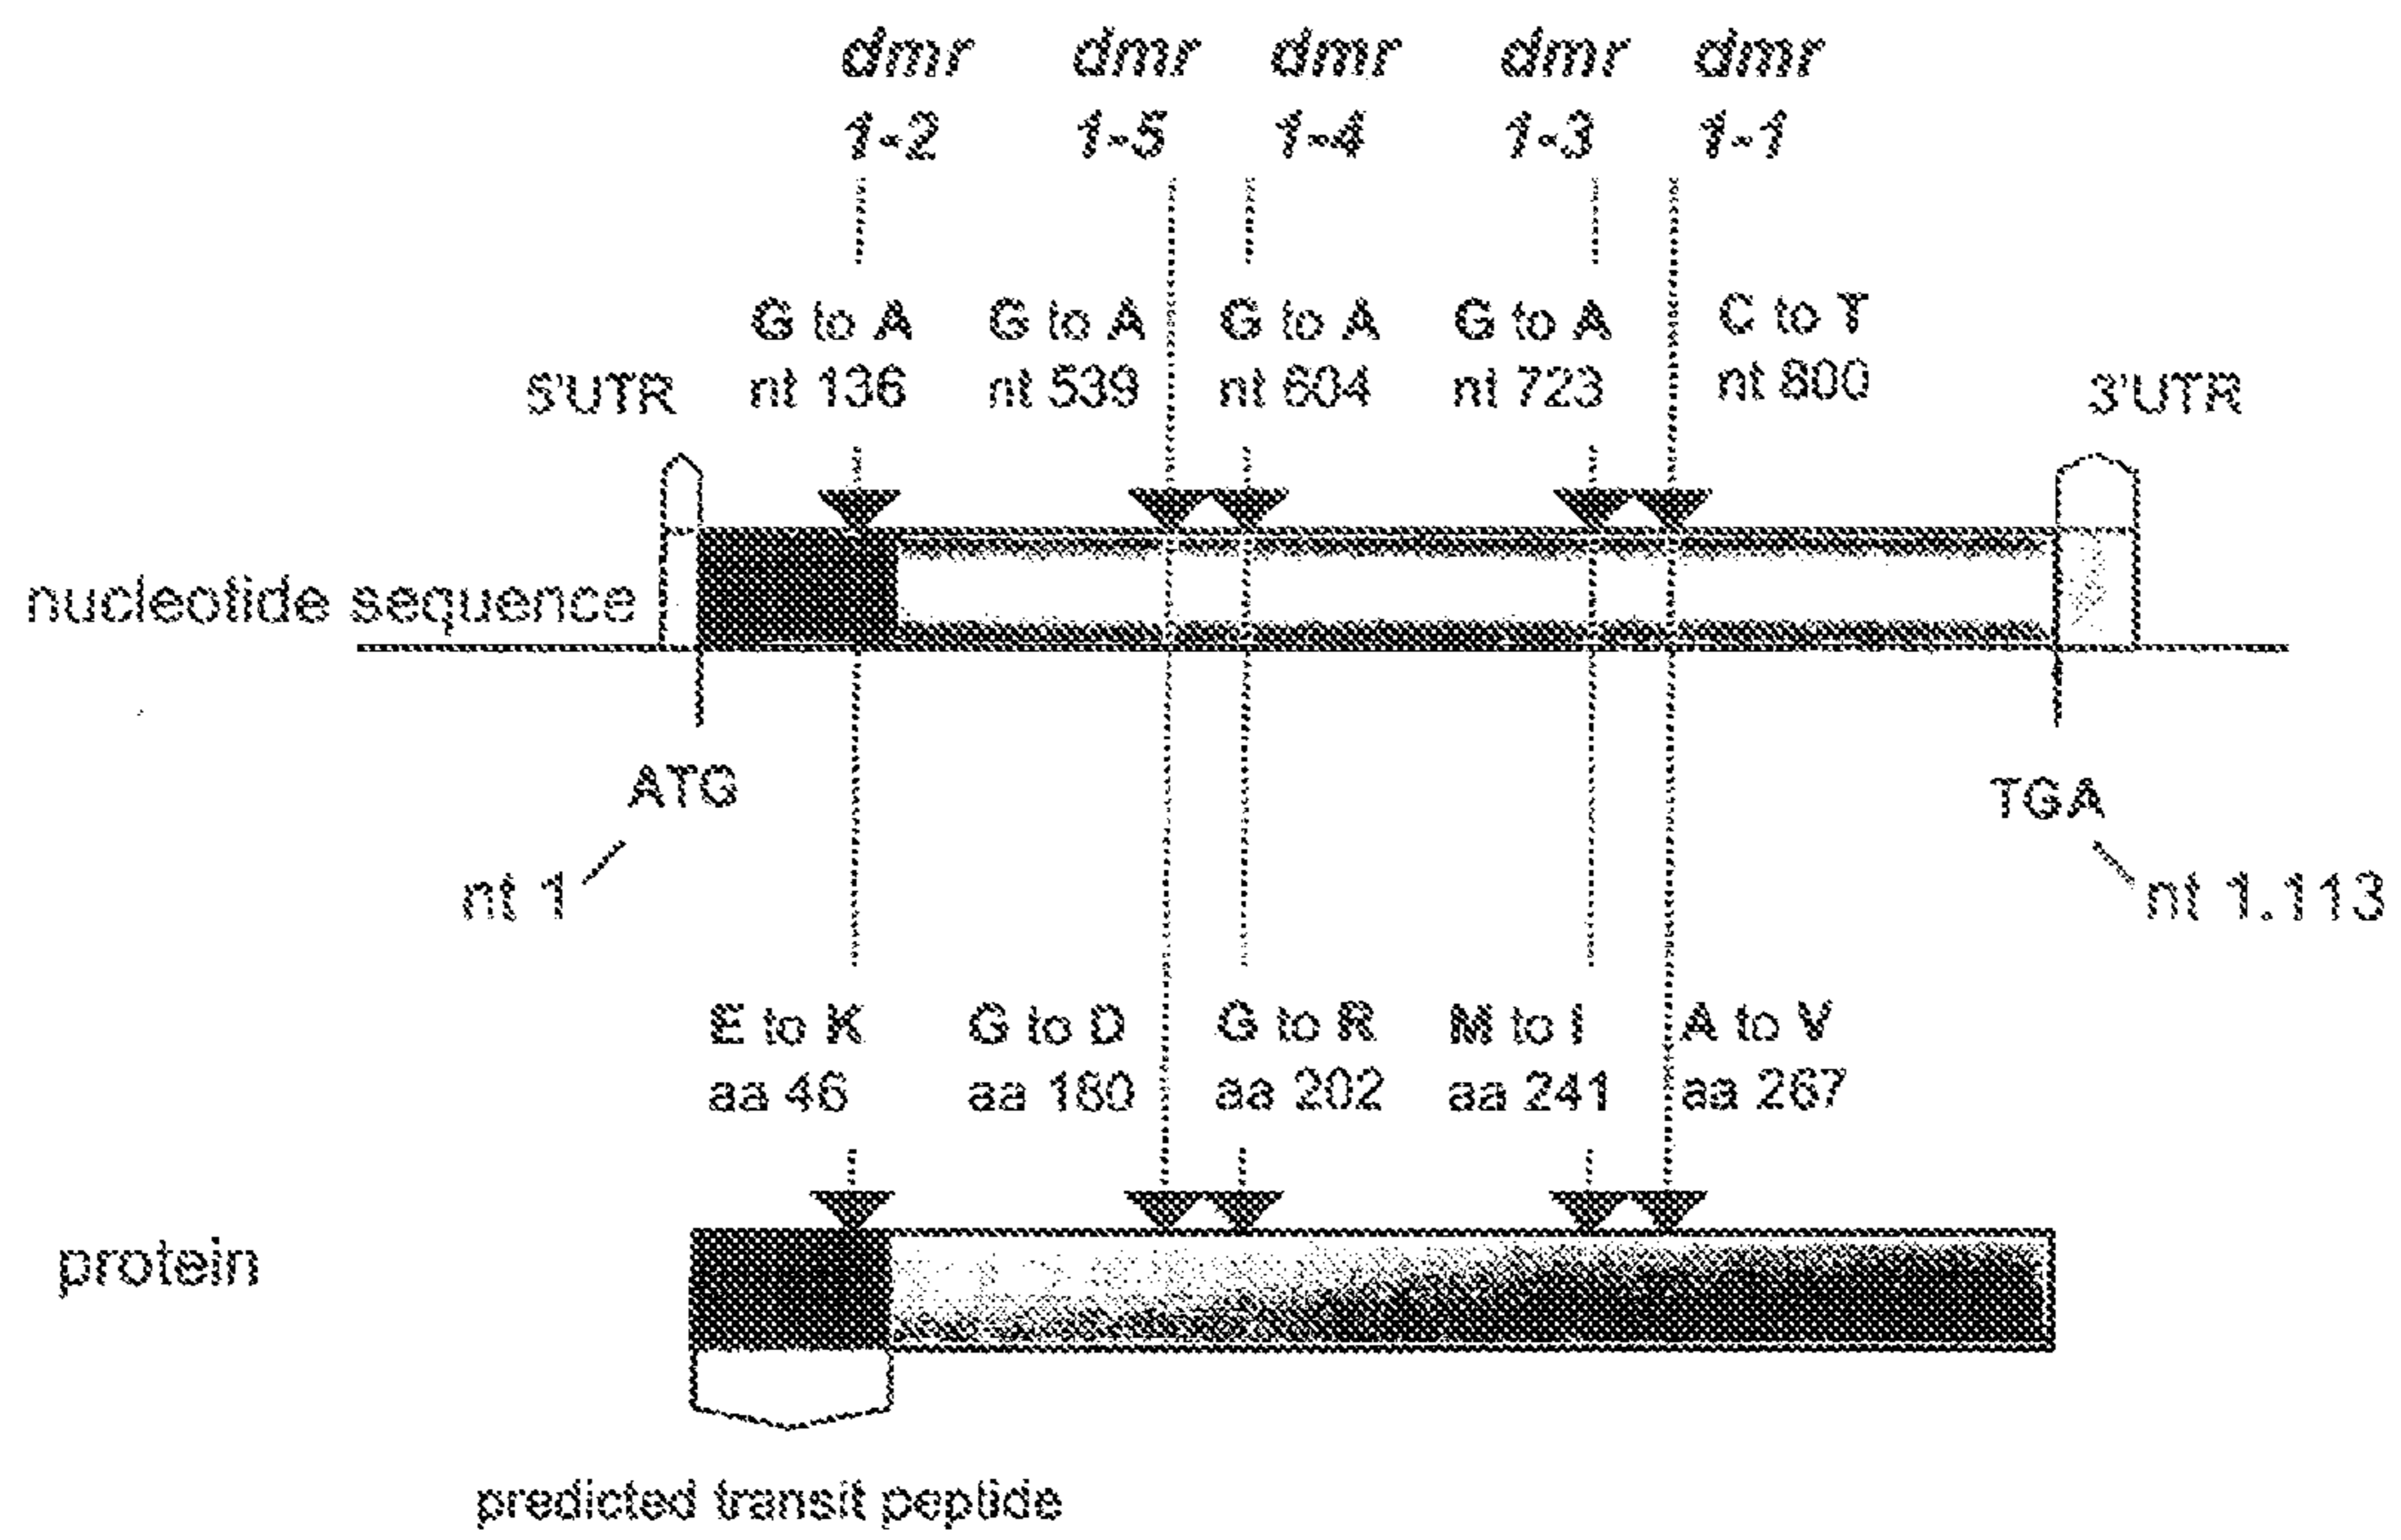 dmr dmr dmr dmr dmr
1-2 1-5 1-4 1-3 1-1
G to A G to A G to A G to A C to T
nt 136 nt 539 nt 604 nt 723 nt 800
5'UTR 3'UTR
nucleotide sequence
ATG TGA
nt 1 nt 1.113
E to K G to D G to R M to I A to V
aa 46 aa 180 aa 202 aa 241 aa 267
protein
predicted transit peptide